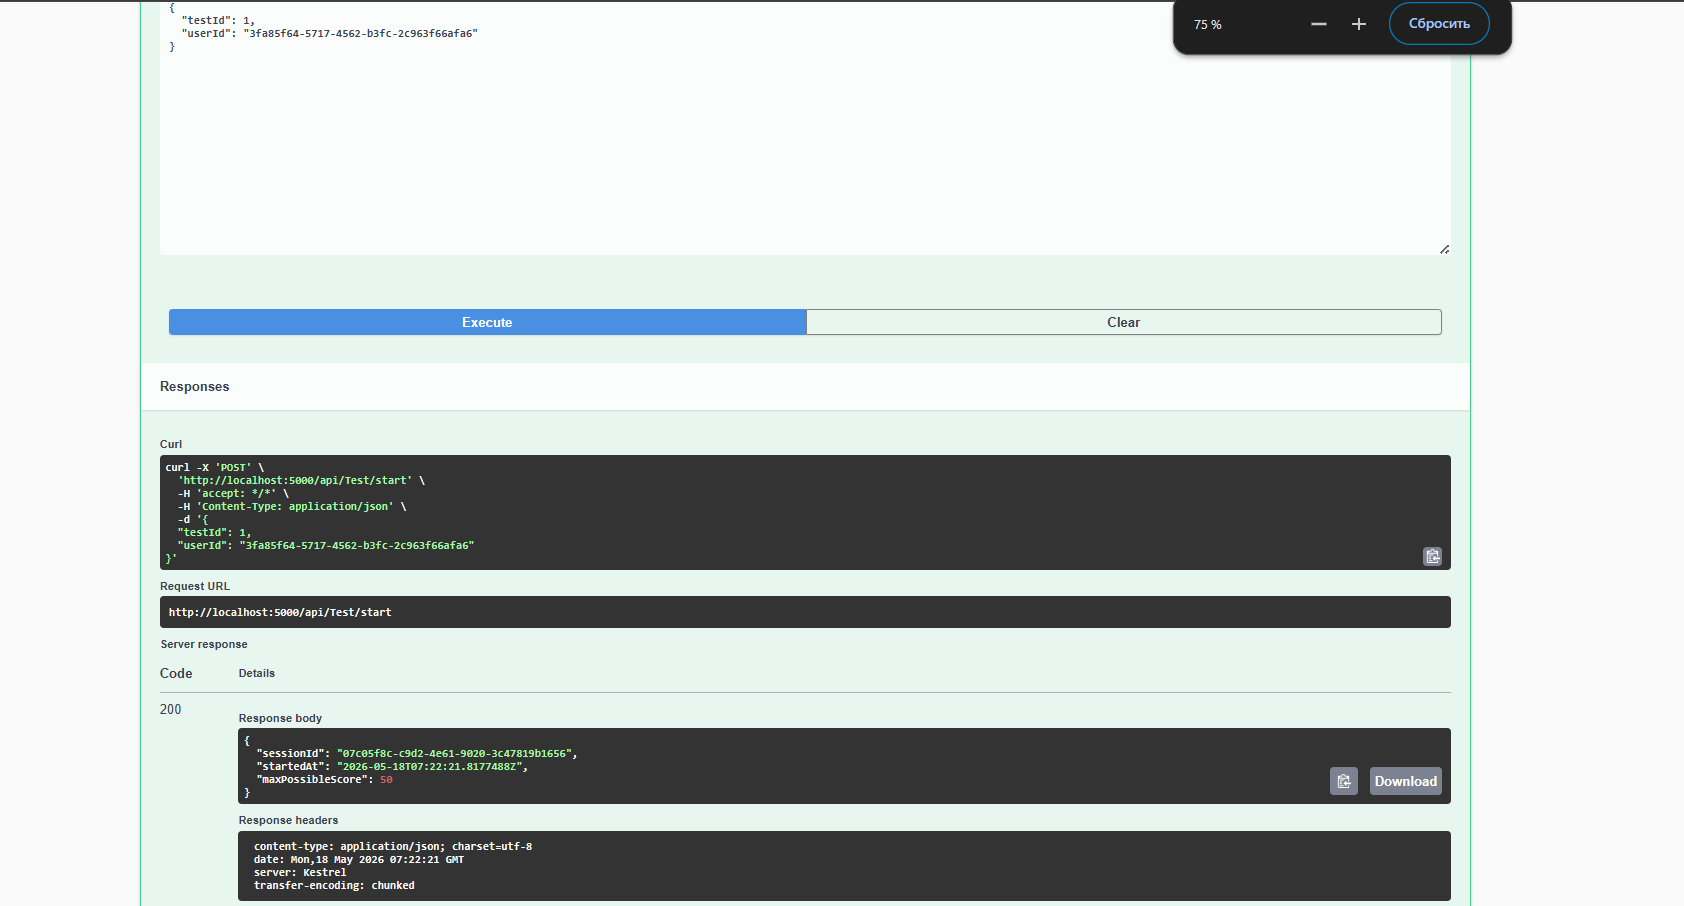 75 %
Сбросить
{
"testId": 1,
"userId": "3fa85f64-5717-4562-b3fc-2c963f66afa6"
}
Execute
Clear
Responses
Curl
curl -X 'POST' \
'http://localhost:5000/api/Test/start' \
-H 'accept: */*' \
-H 'Content-Type: application/json' \
-d '{
"testId": 1,
"userId": "3fa85f64-5717-4562-b3fc-2c963f66afa6"
}'
Request URL
http://localhost:5000/api/Test/start
Server response
Code
Details
200
Response body
{
"sessionId": "07c05f8c-c9d2-4e61-9020-3c47819b1656",
"startedAt": "2026-05-18T07:22:21.8177488Z",
"maxPossibleScore": 50
}
Download
Response headers
content-type: application/json; charset=utf-8
date: Mon,18 May 2026 07:22:21 GMT
server: Kestrel
transfer-encoding: chunked